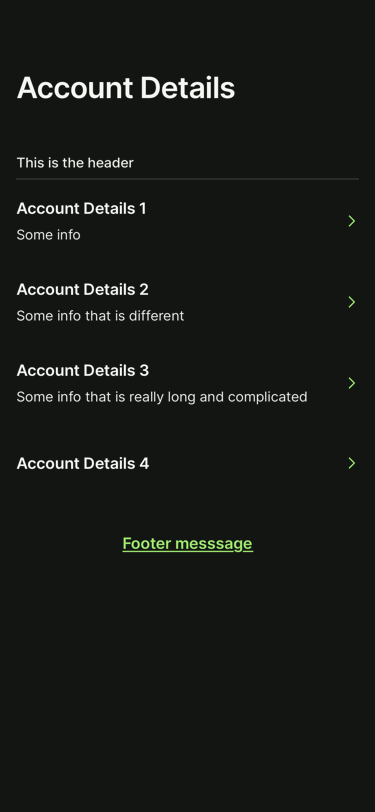 Account Details
This is the header
Account Details 1
Some info
Account Details 2
Some info that is different
Account Details 3
Some info that is really long and complicated
Account Details 4
Footer messsage